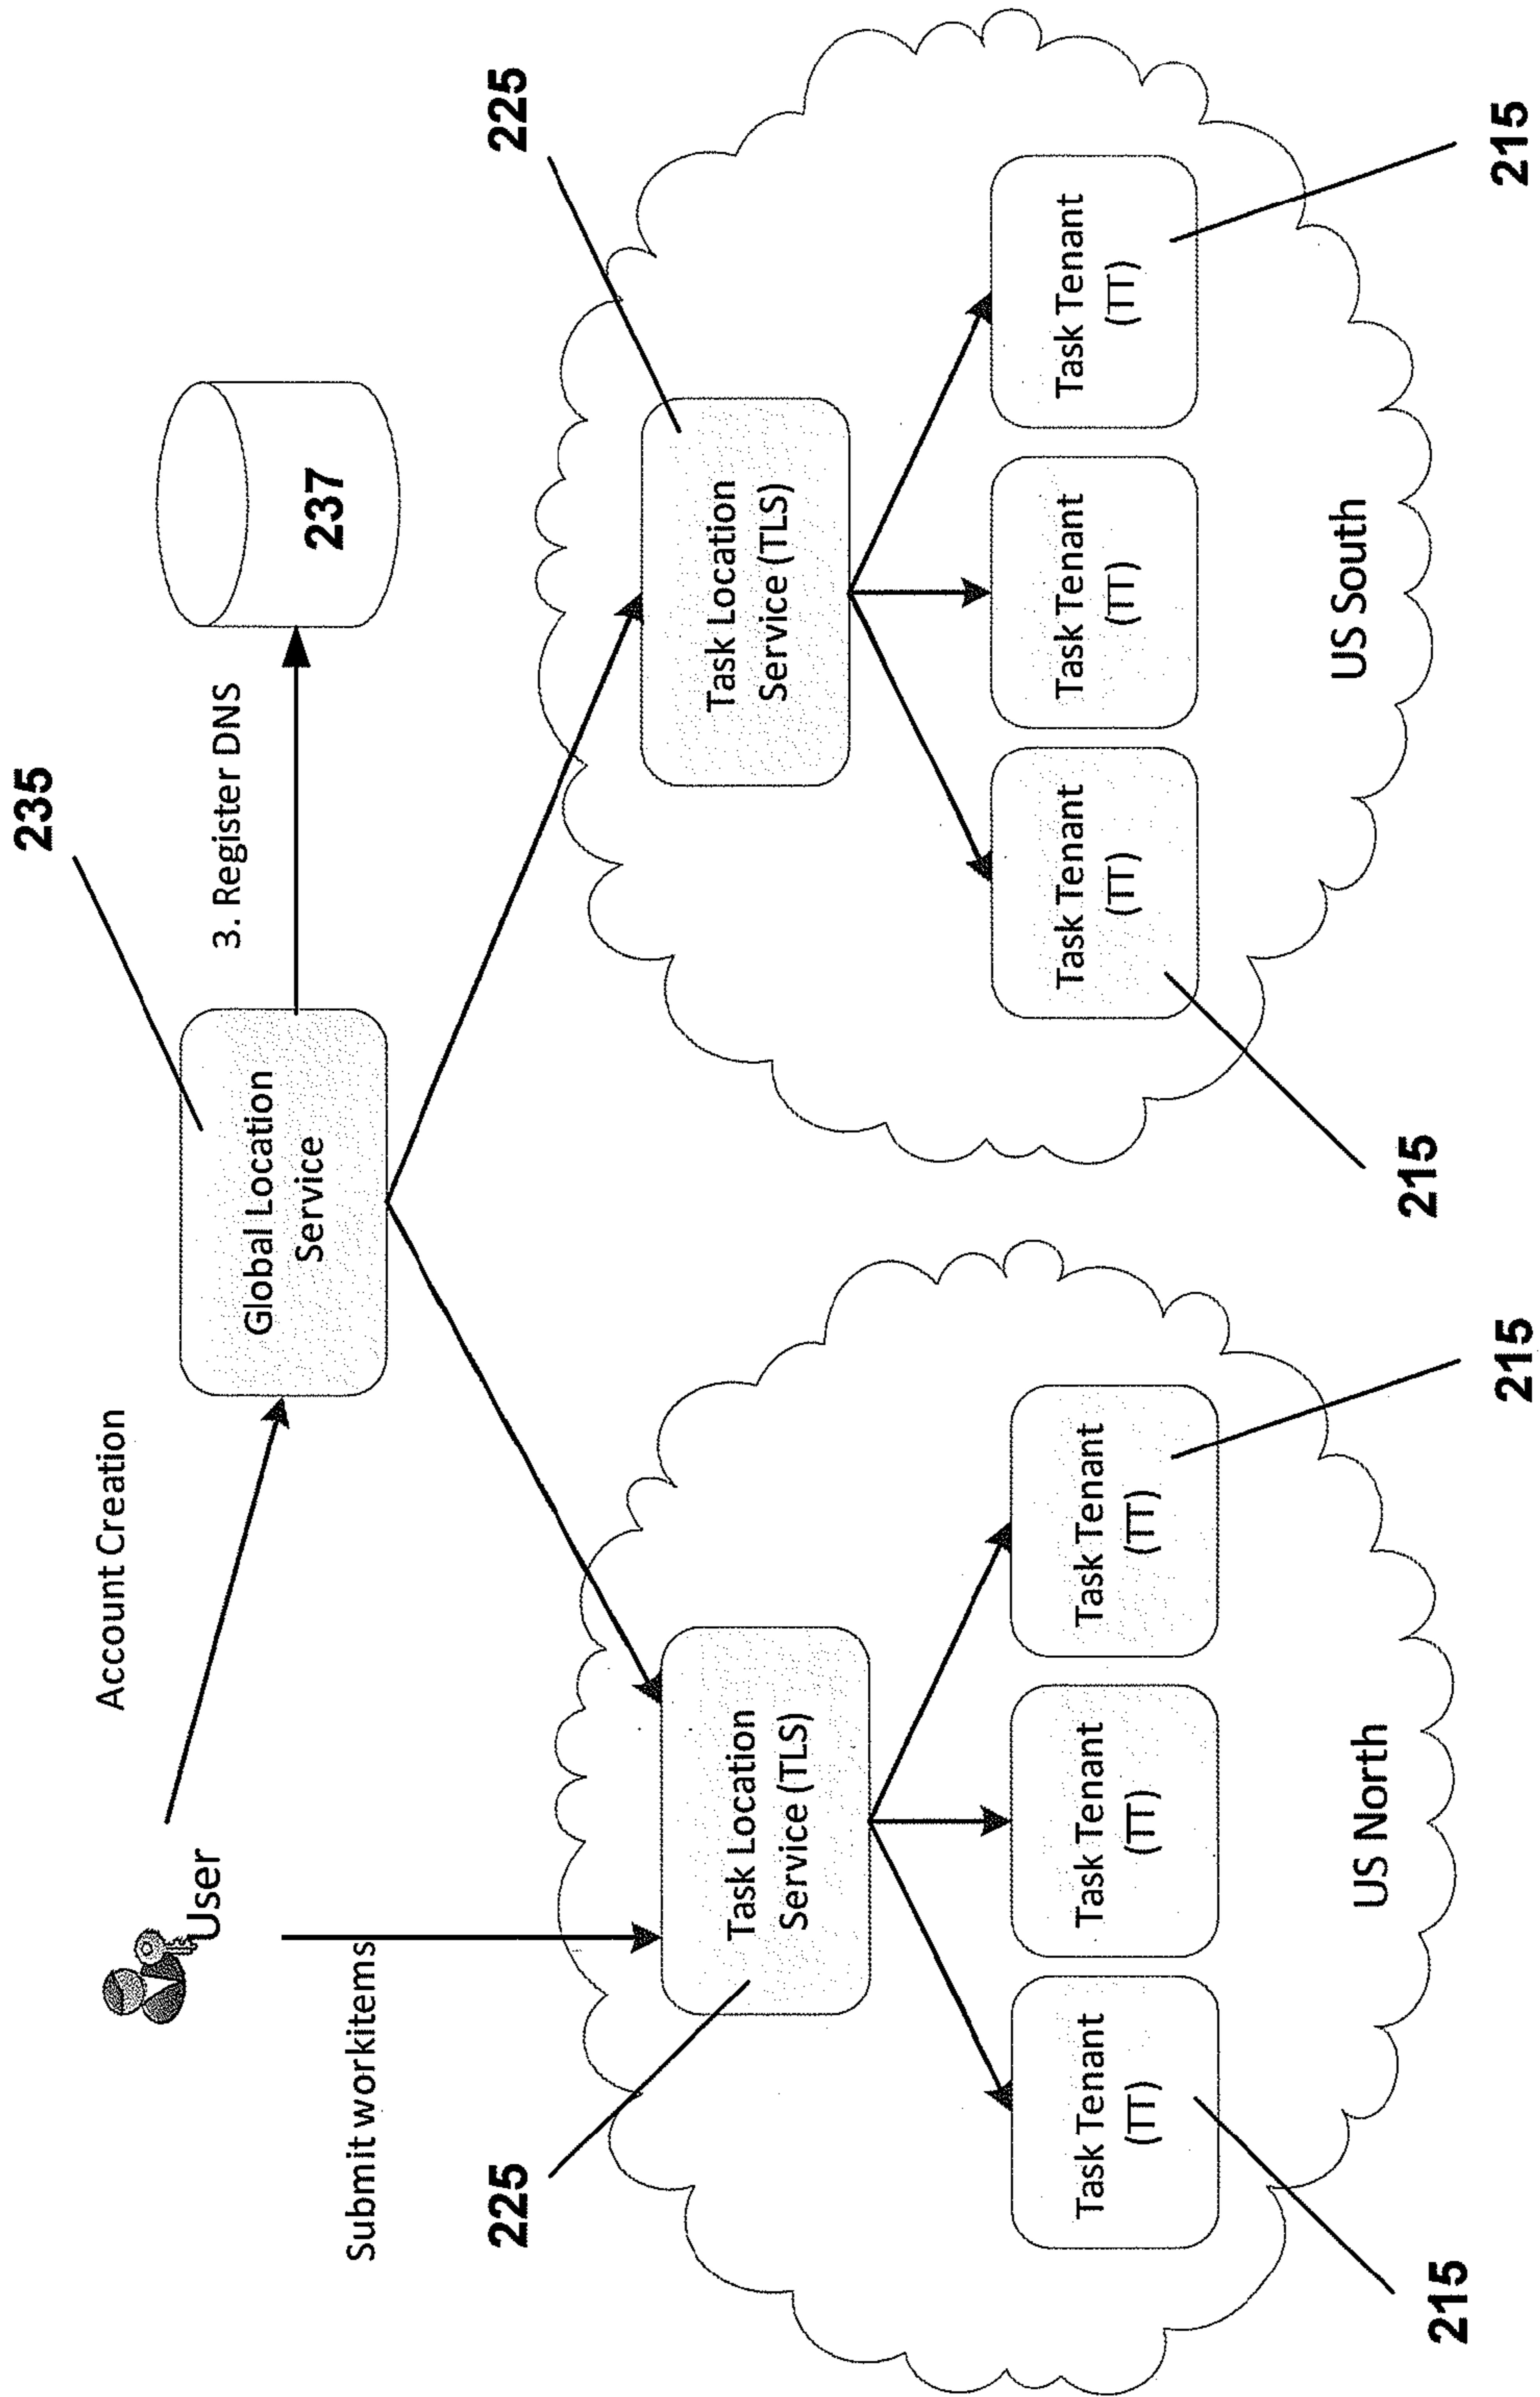 235
Account Creation
User
Global Location
Service
3. Register DNS
237
Submit workitems
225
225
Task Location
Service (TLS)
Task Location
Service (TLS)
Task Tenant
(TT)
Task Tenant
(TT)
Task Tenant
(TT)
Task Tenant
(TT)
Task Tenant
(TT)
Task Tenant
(TT)
US North
US South
215
215
215
215